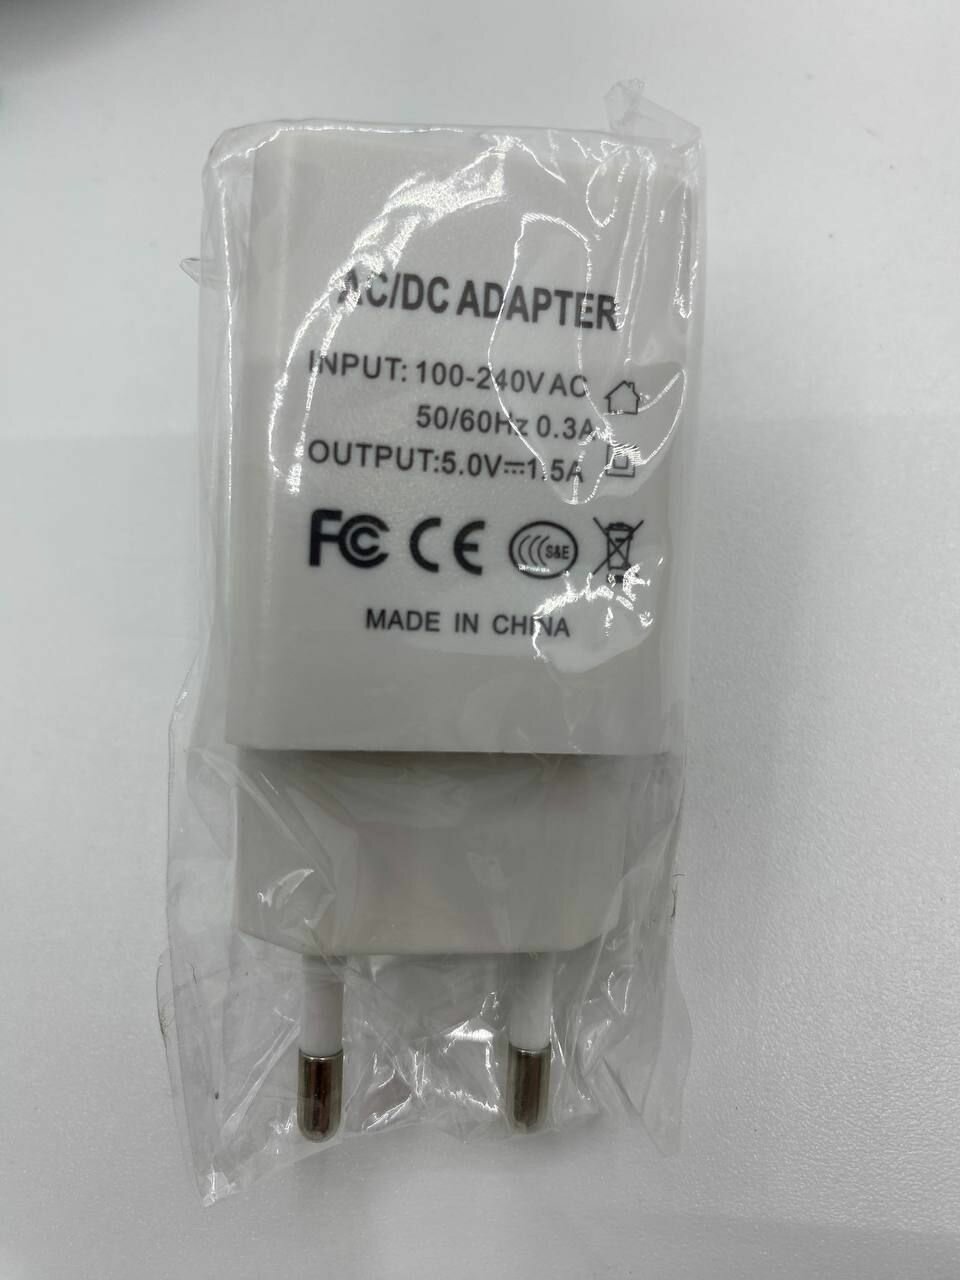 AC/DC ADAPTER
INPUT: 100-240V AC
50/60Hz 0.3A
OUTPUT:5.0V⎓1.5A
FC CE CCC S&E
MADE IN CHINA